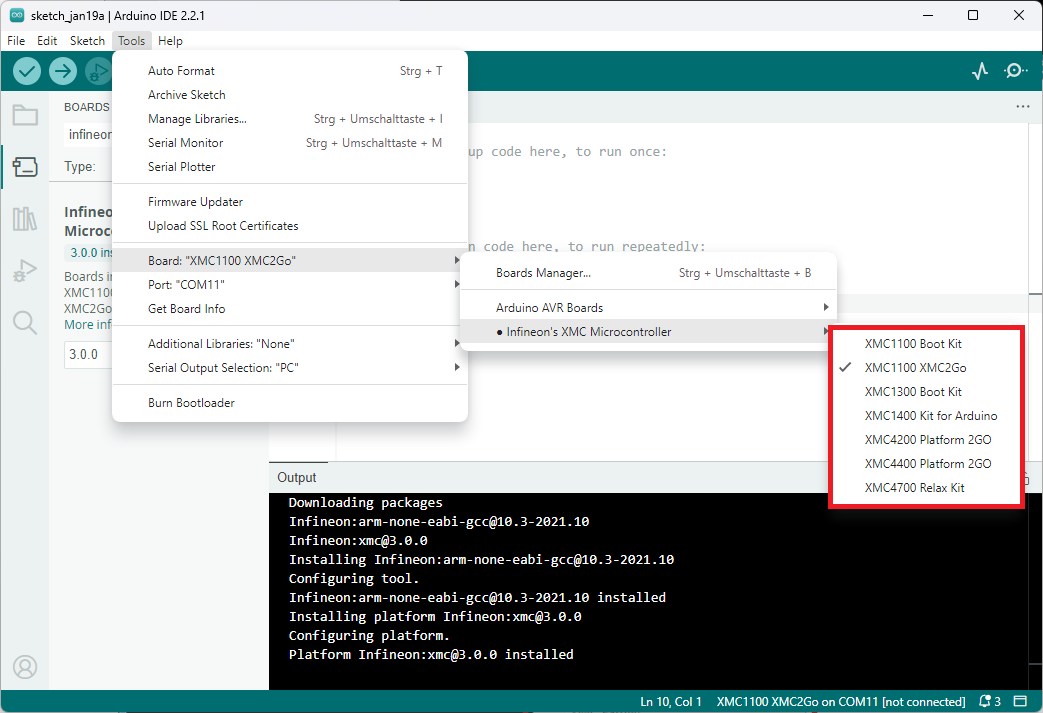 sketch_jan19a | Arduino IDE 2.2.1
File Edit Sketch Tools Help
BOARDS
infineon
Type:
Infineo
Microc
3.0.0 ins
Boards in
XMC1100
XMC2Go
More inf
3.0.0
Auto Format Strg + T
Archive Sketch
Manage Libraries... Strg + Umschalttaste + I
Serial Monitor Strg + Umschalttaste + M
Serial Plotter
Firmware Updater
Upload SSL Root Certificates
Board: "XMC1100 XMC2Go"
Port: "COM11"
Get Board Info
Additional Libraries: "None"
Serial Output Selection: "PC"
Burn Bootloader
up code here, to run once:
n code here, to run repeatedly:
Boards Manager... Strg + Umschalttaste + B
Arduino AVR Boards
● Infineon's XMC Microcontroller
XMC1100 Boot Kit
✓ XMC1100 XMC2Go
XMC1300 Boot Kit
XMC1400 Kit for Arduino
XMC4200 Platform 2GO
XMC4400 Platform 2GO
XMC4700 Relax Kit
Output
Downloading packages
Infineon:arm-none-eabi-gcc@10.3-2021.10
Infineon:xmc@3.0.0
Installing Infineon:arm-none-eabi-gcc@10.3-2021.10
Configuring tool.
Infineon:arm-none-eabi-gcc@10.3-2021.10 installed
Installing platform Infineon:xmc@3.0.0
Configuring platform.
Platform Infineon:xmc@3.0.0 installed
Ln 10, Col 1 XMC1100 XMC2Go on COM11 [not connected] 3